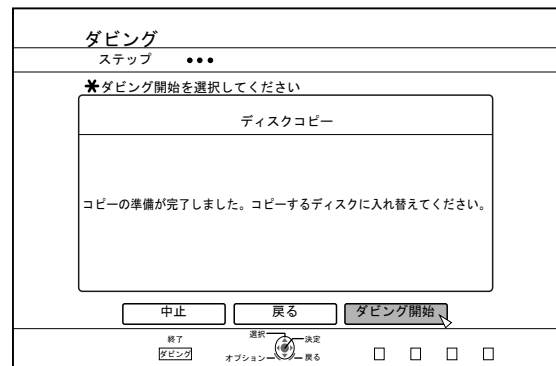 ダビング
ステップ •••
＊ダビング開始を選択してください
ディスクコピー
コピーの準備が完了しました。コピーするディスクに入れ替えてください。
中止 戻る ダビング開始
終了 選択 決定
ダビング オプション 戻る